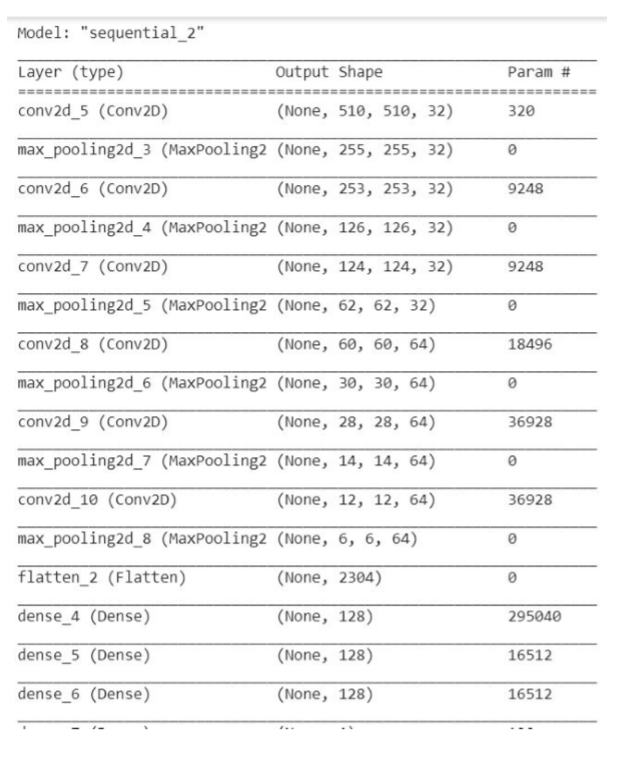 Model: "sequential_2"
Layer (type) Output Shape Param #
conv2d_5 (Conv2D) (None, 510, 510, 32) 320
max_pooling2d_3 (MaxPooling2 (None, 255, 255, 32) 0
conv2d_6 (Conv2D) (None, 253, 253, 32) 9248
max_pooling2d_4 (MaxPooling2 (None, 126, 126, 32) 0
conv2d_7 (Conv2D) (None, 124, 124, 32) 9248
max_pooling2d_5 (MaxPooling2 (None, 62, 62, 32) 0
conv2d_8 (Conv2D) (None, 60, 60, 64) 18496
max_pooling2d_6 (MaxPooling2 (None, 30, 30, 64) 0
conv2d_9 (Conv2D) (None, 28, 28, 64) 36928
max_pooling2d_7 (MaxPooling2 (None, 14, 14, 64) 0
conv2d_10 (Conv2D) (None, 12, 12, 64) 36928
max_pooling2d_8 (MaxPooling2 (None, 6, 6, 64) 0
flatten_2 (Flatten) (None, 2304) 0
dense_4 (Dense) (None, 128) 295040
dense_5 (Dense) (None, 128) 16512
dense_6 (Dense) (None, 128) 16512